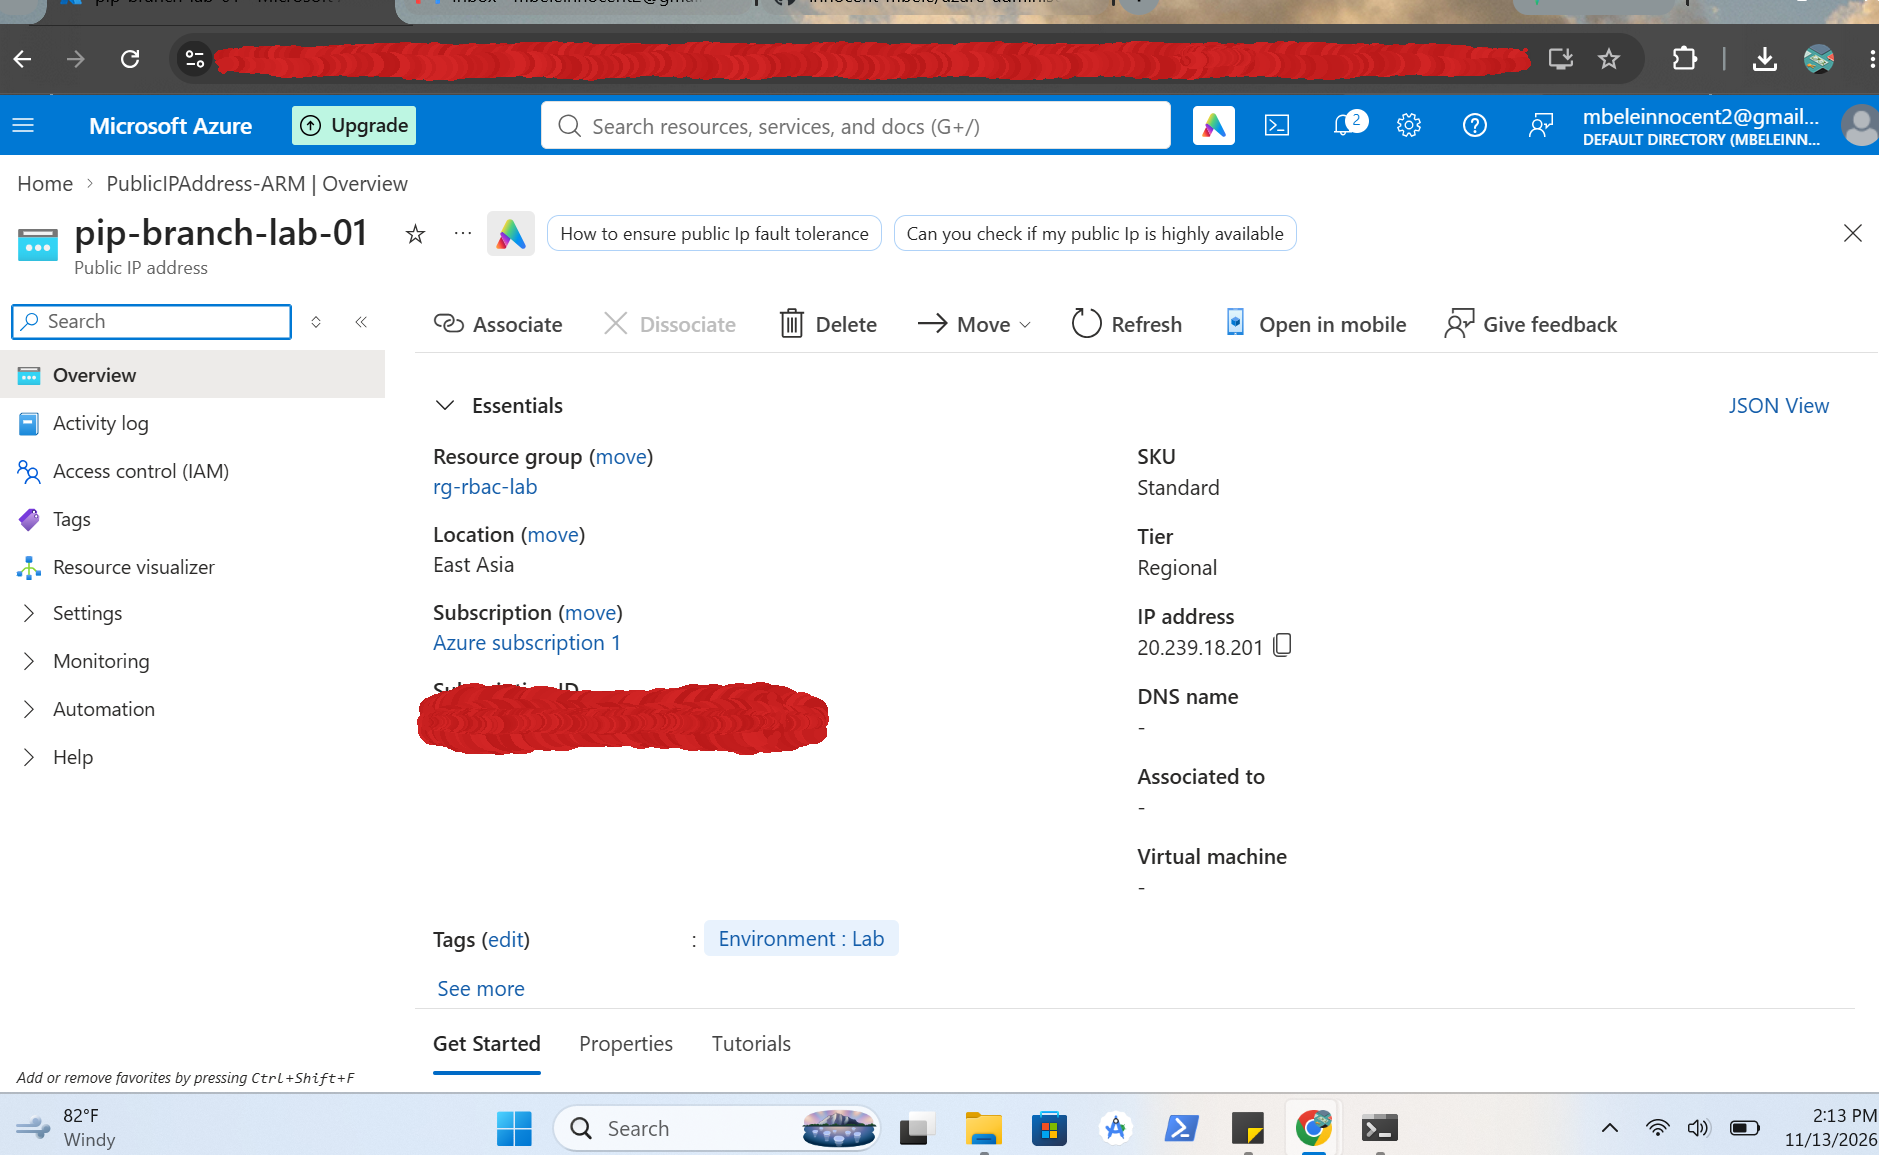 Microsoft Azure
Upgrade
Search resources, services, and docs (G+/)
2
mbeleinnocent2@gmail...
DEFAULT DIRECTORY (MBELEINN...
Home > PublicIPAddress-ARM | Overview
pip-branch-lab-01
Public IP address
How to ensure public Ip fault tolerance
Can you check if my public Ip is highly available
Search
Associate
Dissociate
Delete
Move
Refresh
Open in mobile
Give feedback
Overview
Activity log
Access control (IAM)
Tags
Resource visualizer
Settings
Monitoring
Automation
Help
Essentials
JSON View
Resource group (move)
rg-rbac-lab
Location (move)
East Asia
Subscription (move)
Azure subscription 1
SKU
Standard
Tier
Regional
IP address
20.239.18.201
DNS name
-
Associated to
-
Virtual machine
-
Tags (edit) : Environment : Lab
See more
Get Started
Properties
Tutorials
Add or remove favorites by pressing Ctrl+Shift+F
82°F
Windy
Search
2:13 PM
11/13/2026